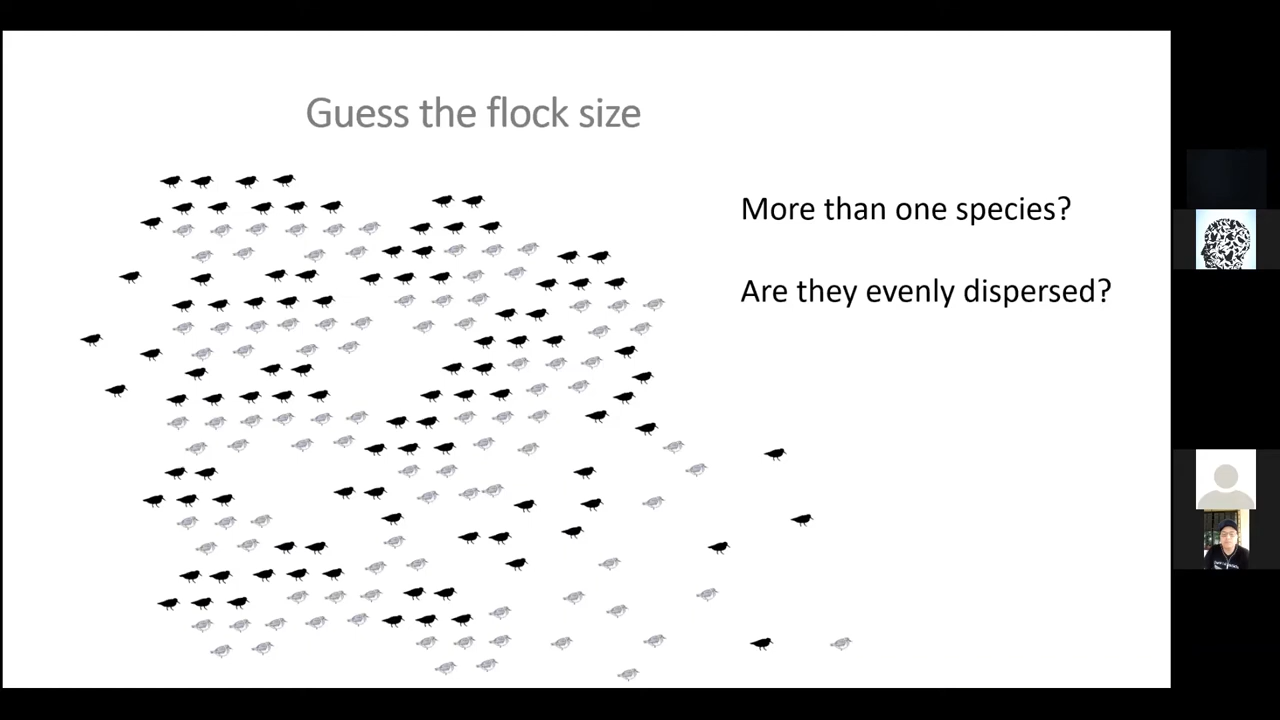 Guess the flock size
More than one species?
Are they evenly dispersed?